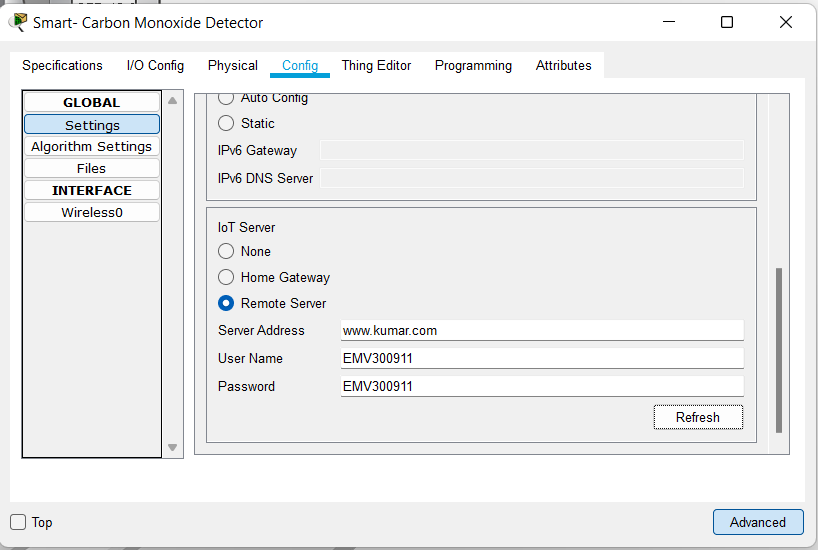 Smart- Carbon Monoxide Detector
Specifications I/O Config Physical Config Thing Editor Programming Attributes
GLOBAL
Settings
Algorithm Settings
Files
INTERFACE
Wireless0
Auto Config
Static
IPv6 Gateway
IPv6 DNS Server
IoT Server
None
Home Gateway
Remote Server
Server Address www.kumar.com
User Name EMV300911
Password EMV300911
Refresh
Top Advanced